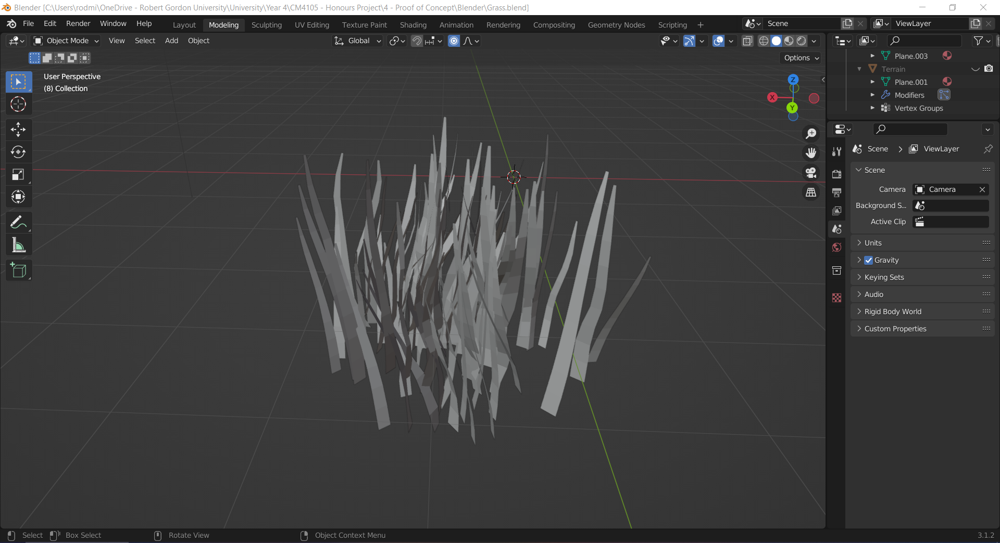 Blender [C:\Users\rodmi\OneDrive - Robert Gordon University\University\Year 4\CM4105 - Honours Project\4 - Proof of Concept\Blender\Grass.blend]
File Edit Render Window Help Layout Modeling Sculpting UV Editing Texture Paint Shading Animation Rendering Compositing Geometry Nodes Scripting + Scene ViewLayer
Object Mode View Select Add Object Global
Options
Plane.003
Terrain
Plane.001
Modifiers
Vertex Groups
User Perspective
(8) Collection
Z
X
Y
Scene > ViewLayer
Scene
Camera Camera
Background S...
Active Clip
Units
Gravity
Keying Sets
Audio
Rigid Body World
Custom Properties
Select Box Select Rotate View Object Context Menu 3.1.2